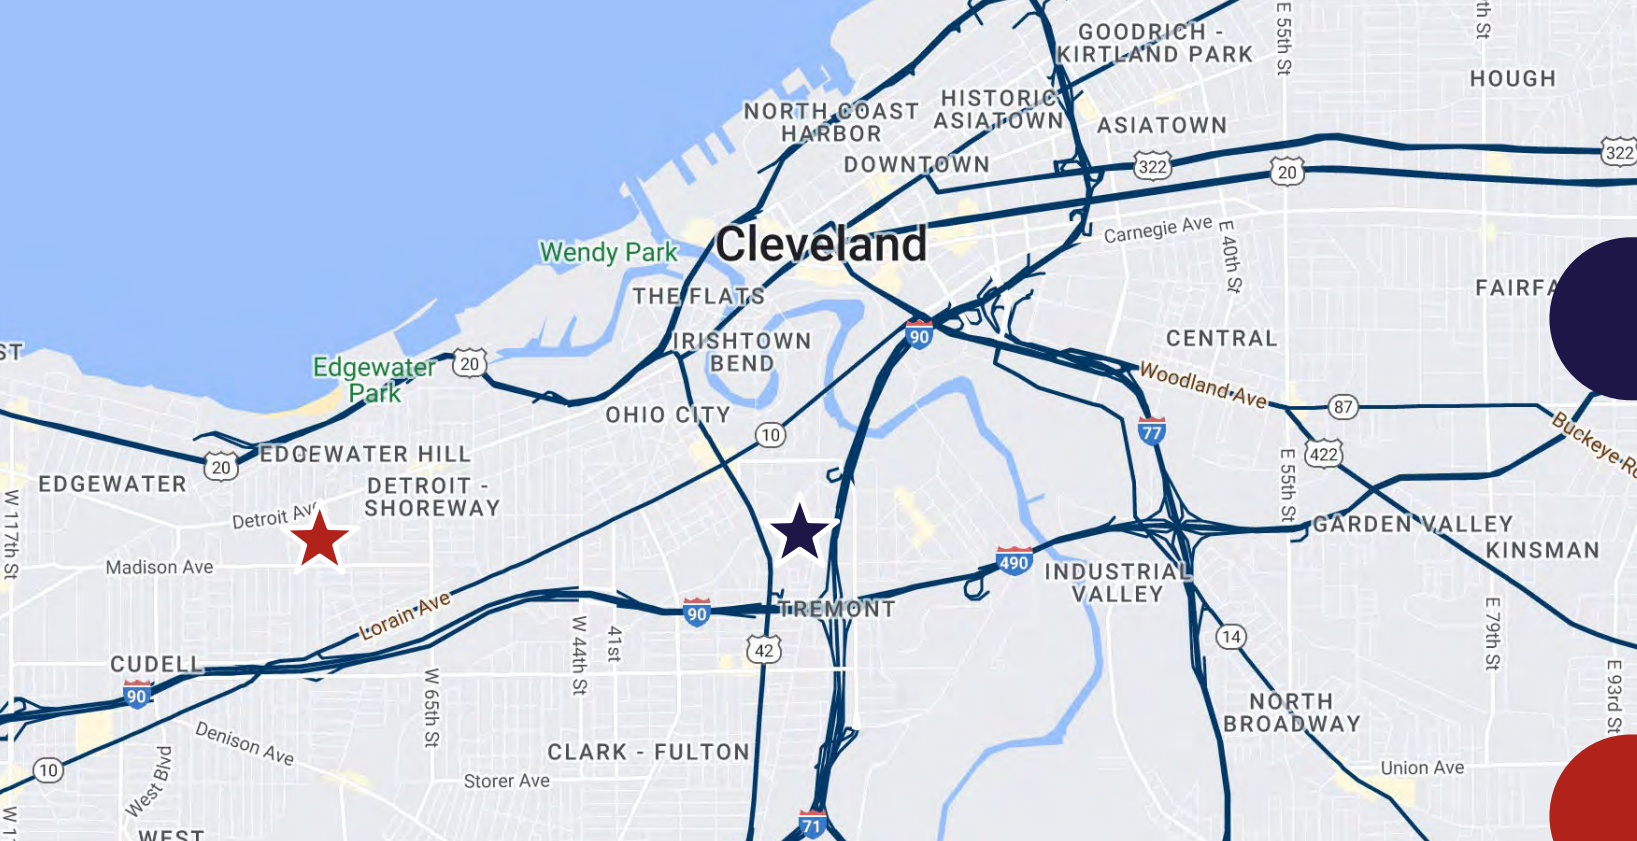 GOODRICH -
KIRTLAND PARK
E 55th St
th St
HOUGH
NORTH COAST
HARBOR
HISTORIC
ASIATOWN
ASIATOWN
DOWNTOWN
322
322
20
Carnegie Ave
E 40th St
Cleveland
Wendy Park
THE FLATS
FAIRFA
IRISHTOWN
BEND
90
CENTRAL
ST
Edgewater
Park
20
Woodland Ave
87
OHIO CITY
10
77
422
Buckeye R
EDGEWATER HILL
20
EDGEWATER
DETROIT -
SHOREWAY
Detroit Ave
W 117th St
E 55th St
GARDEN VALLEY
KINSMAN
Madison Ave
490
INDUSTRIAL
VALLEY
Lorain Ave
90
TREMONT
W 44th St
41st
42
14
E 79th St
E 93rd St
CUDELL
90
W 65th St
NORTH
BROADWAY
Denison Ave
CLARK - FULTON
10
West Blvd
Storer Ave
Union Ave
W 1
WEST
71